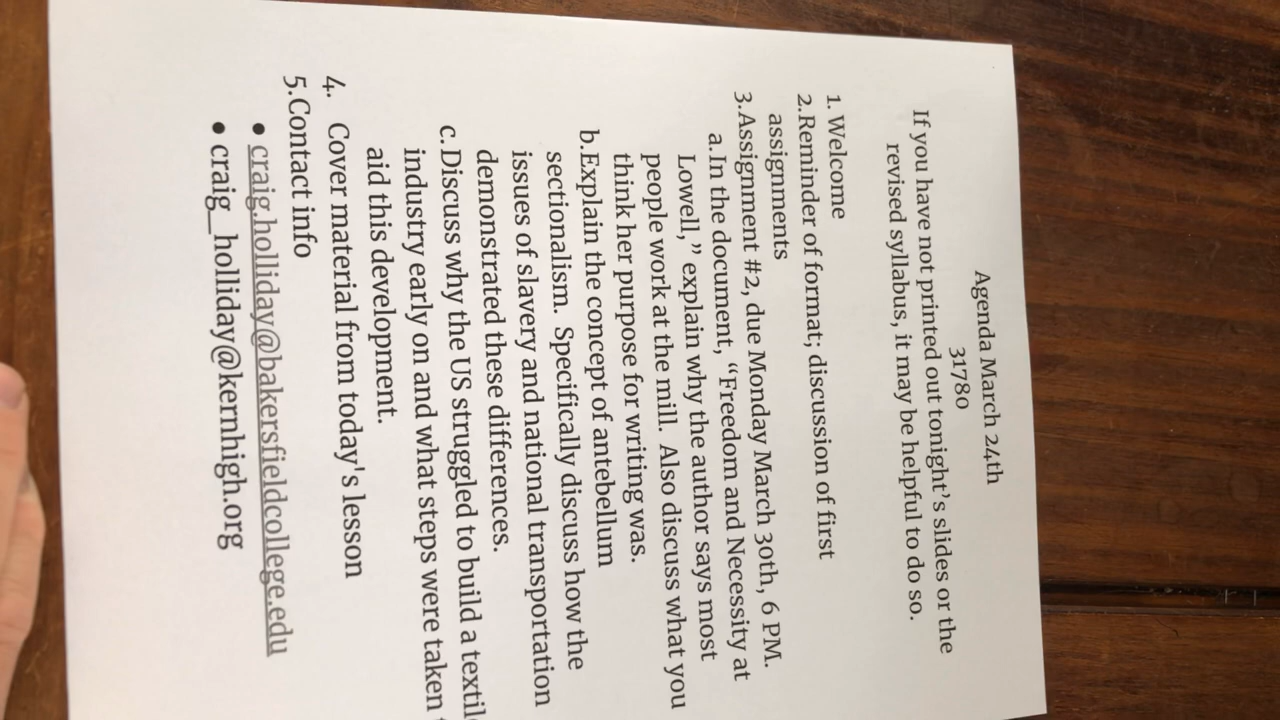 Agenda March 24th
31780
If you have not printed out tonight's slides or the
revised syllabus, it may be helpful to do so.
1. Welcome
2.Reminder of format; discussion of first
assignments
3.Assignment #2, due Monday March 30th, 6 PM.
a.In the document, “Freedom and Necessity at
Lowell,” explain why the author says most
people work at the mill. Also discuss what you
think her purpose for writing was.
b.Explain the concept of antebellum
sectionalism. Specifically discuss how the
issues of slavery and national transportation
demonstrated these differences.
c.Discuss why the US struggled to build a
industry early on and what steps were taken
aid this development.
4. Cover material from today's lesson
5.Contact info
• craig.holliday@bakersfieldcollege.edu
• craig_holliday@kernhigh.org